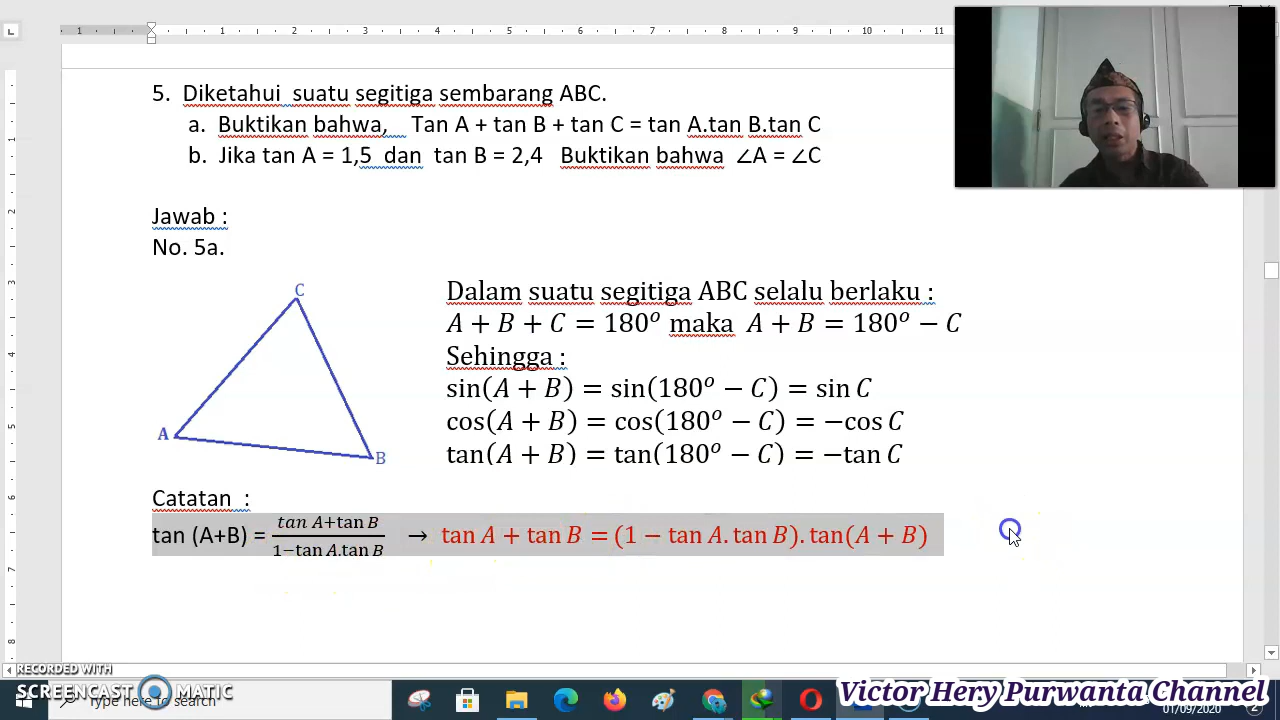 5. Diketahui suatu segitiga sembarang ABC.
a. Buktikan bahwa, Tan A + tan B + tan C = tan A.tan B.tan C
b. Jika tan A = 1,5 dan tan B = 2,4 Buktikan bahwa ∠A = ∠C
Jawab :
No. 5a.
C
A
B
Dalam suatu segitiga ABC selalu berlaku :
A + B + C = 180° maka A + B = 180° − C
Sehingga :
sin(A + B) = sin(180° − C) = sin C
cos(A + B) = cos(180° − C) = −cos C
tan(A + B) = tan(180° − C) = −tan C
Catatan :
tan (A+B) = \frac{tan A+tan B}{1−tan A.tan B} → tan A + tan B = (1 − tan A. tan B). tan(A + B)
RECORDED WITH
SCREENCAST MATIC
Type here to search
Victor Hery Purwanta Channel
01/09/2020